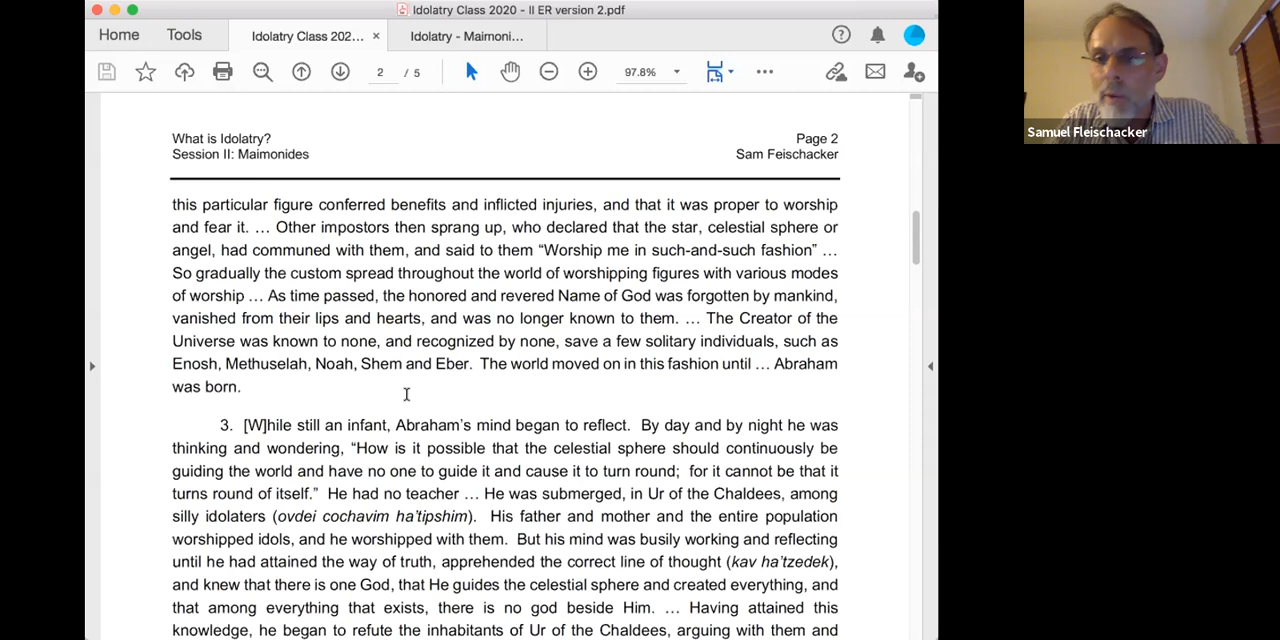 Idolatry Class 2020 - II ER version 2.pdf
Home Tools Idolatry Class 202... × Idolatry - Maimoni...
2 / 5 97.8%
What is Idolatry? Page 2
Session II: Maimonides Sam Feischacker
this particular figure conferred benefits and inflicted injuries, and that it was proper to worship
and fear it. … Other impostors then sprang up, who declared that the star, celestial sphere or
angel, had communed with them, and said to them “Worship me in such-and-such fashion” …
So gradually the custom spread throughout the world of worshipping figures with various modes
of worship … As time passed, the honored and revered Name of God was forgotten by mankind,
vanished from their lips and hearts, and was no longer known to them. … The Creator of the
Universe was known to none, and recognized by none, save a few solitary individuals, such as
Enosh, Methuselah, Noah, Shem and Eber. The world moved on in this fashion until … Abraham
was born.
3. [W]hile still an infant, Abraham’s mind began to reflect. By day and by night he was
thinking and wondering, “How is it possible that the celestial sphere should continuously be
guiding the world and have no one to guide it and cause it to turn round; for it cannot be that it
turns round of itself.” He had no teacher … He was submerged, in Ur of the Chaldees, among
silly idolaters (ovdei cochavim ha’tipshim). His father and mother and the entire population
worshipped idols, and he worshipped with them. But his mind was busily working and reflecting
until he had attained the way of truth, apprehended the correct line of thought (kav ha’tzedek),
and knew that there is one God, that He guides the celestial sphere and created everything, and
that among everything that exists, there is no god beside Him. … Having attained this
knowledge, he began to refute the inhabitants of Ur of the Chaldees, arguing with them and
Samuel Fleischacker